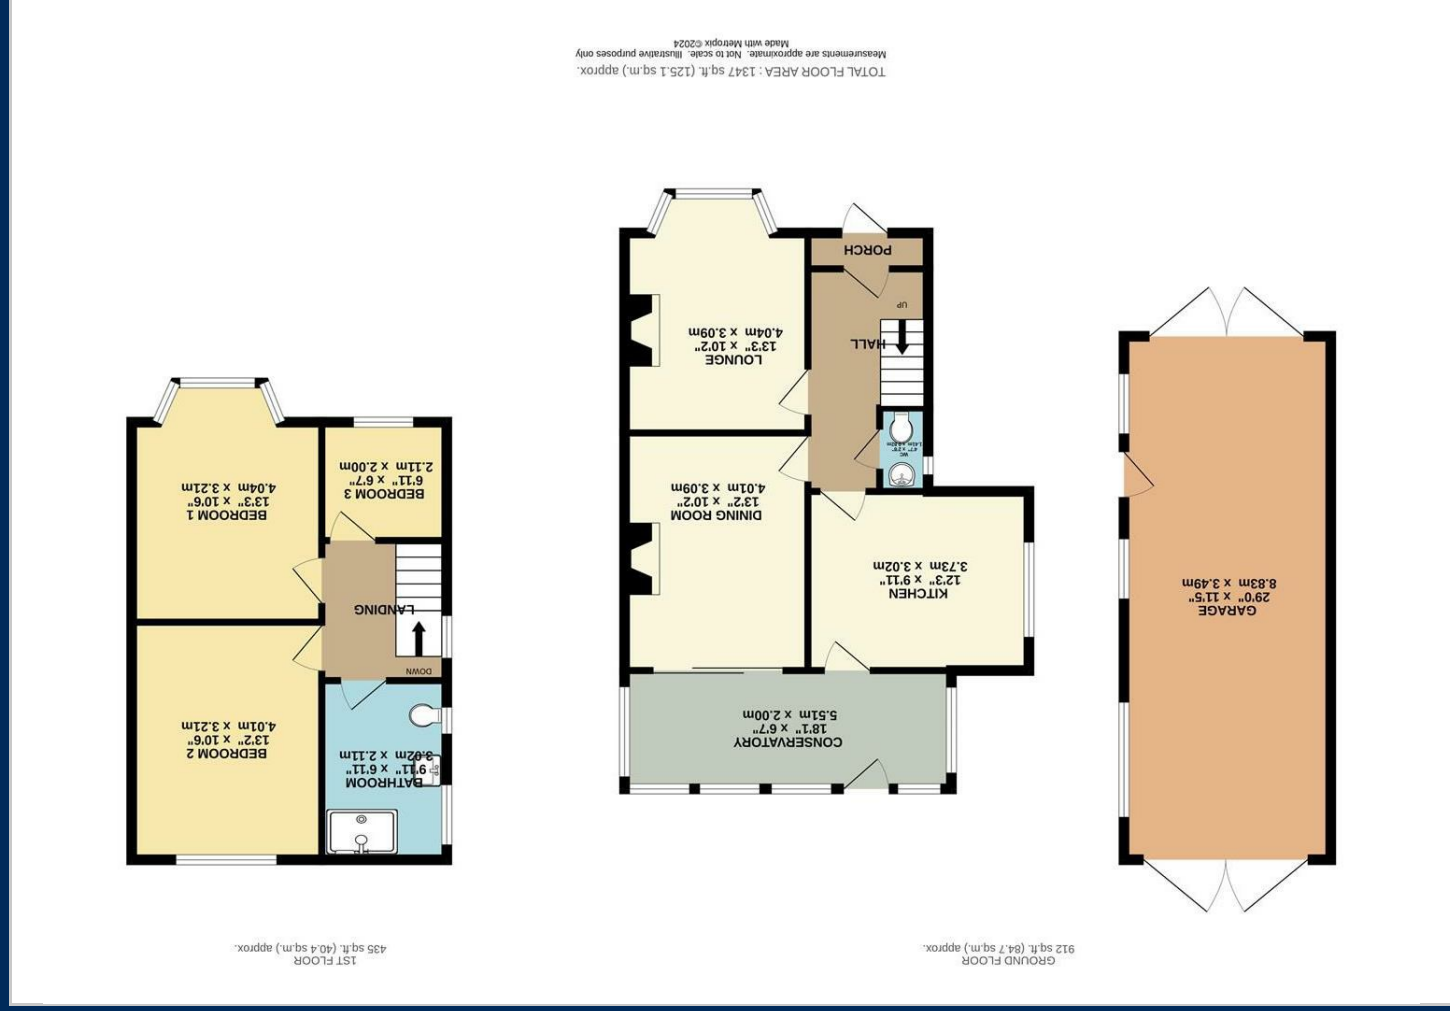 GROUND FLOOR
912 sq.ft. (84.7 sq.m.) approx.
GARAGE
29'0" x 11'5"
8.83m x 3.49m
CONSERVATORY
18'1" x 6'7"
5.51m x 2.00m
KITCHEN
12'3" x 9'11"
3.73m x 3.02m
DINING ROOM
13'2" x 10'2"
4.01m x 3.09m
WC
HALL
UP
LOUNGE
13'3" x 10'2"
4.04m x 3.09m
PORCH
1ST FLOOR
435 sq.ft. (40.4 sq.m.) approx.
BATHROOM
9'11" x 6'11"
3.02m x 2.11m
BEDROOM 2
13'2" x 10'6"
4.01m x 3.21m
DOWN
LANDING
BEDROOM 1
13'3" x 10'6"
4.04m x 3.21m
BEDROOM 3
6'11" x 6'7"
2.11m x 2.00m
TOTAL FLOOR AREA : 1347 sq.ft. (125.1 sq.m.) approx.
Measurements are approximate. Not to scale. Illustrative purposes only
Made with Metropix ©2024